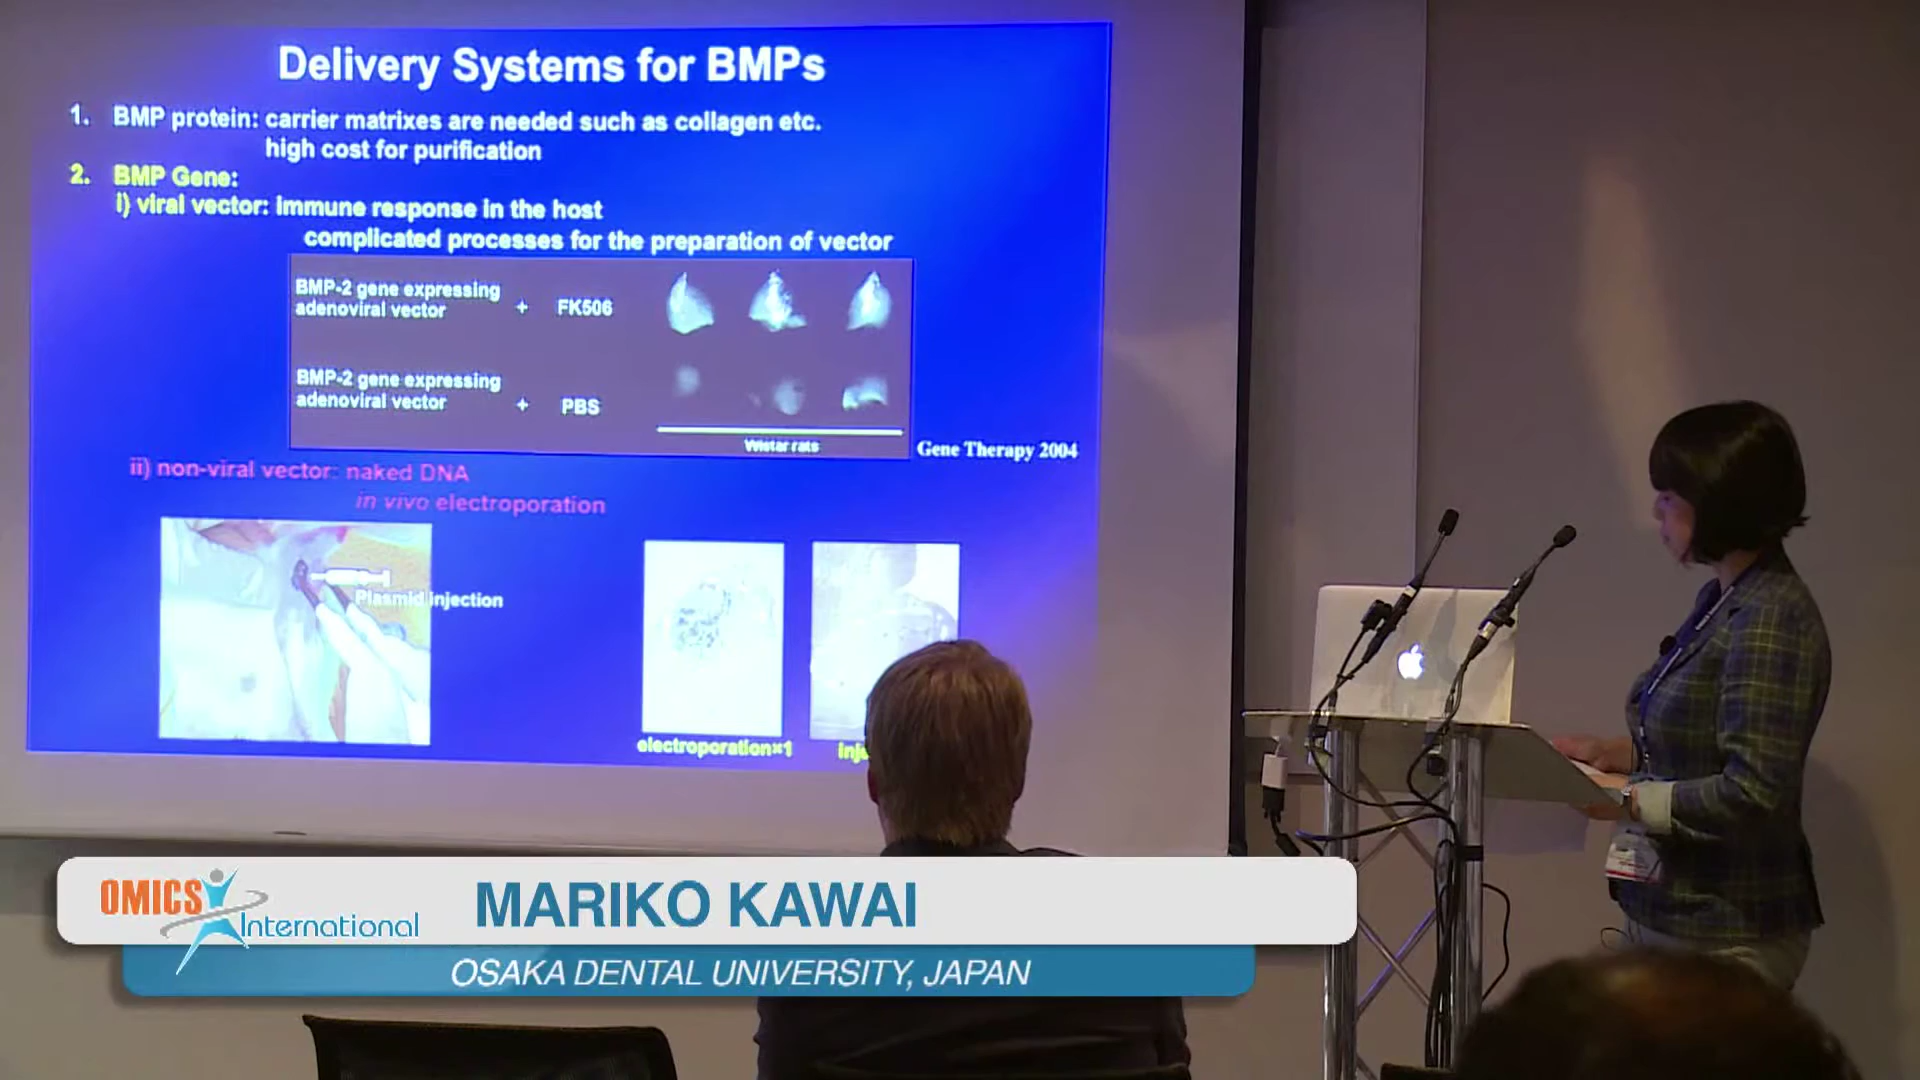 Delivery Systems for BMPs
1. BMP protein: carrier matrixes are needed such as collagen etc.
high cost for purification
2. BMP Gene:
i) viral vector: immune response in the host
complicated processes for the preparation of vector
BMP-2 gene expressing
adenoviral vector + FK506
BMP-2 gene expressing
adenoviral vector + PBS
Wistar rats
Gene Therapy 2004
ii) non-viral vector: naked DNA
in vivo electroporation
Plasmid injection
electroporation×1
OMICS
International
MARIKO KAWAI
OSAKA DENTAL UNIVERSITY, JAPAN